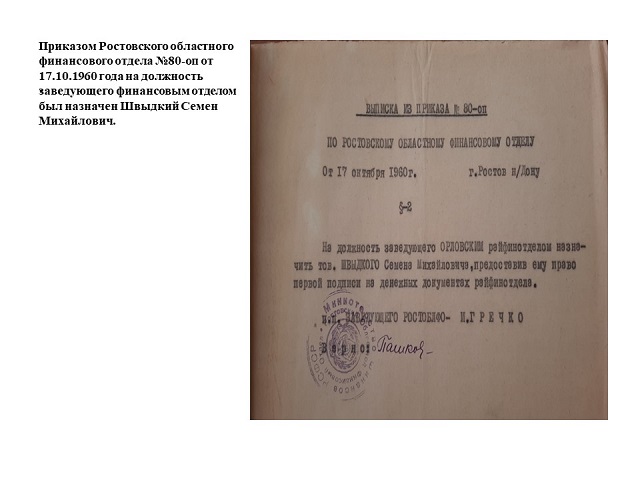 Приказом Ростовского областного
финансового отдела №80-оп от
17.10.1960 года на должность
заведующего финансовым отделом
был назначен Швыдкий Семен
Михайлович.
ВЫПИСКА ИЗ ПРИКАЗА № 80-оп
ПО РОСТОВСКОМУ ОБЛАСТНОМУ ФИНАНСОВОМУ ОТДЕЛУ
От 17 октября 1960г. г.Ростов н/Дону
§-2
На должность заведующего ОРЛОВСКИМ райфинотделом назна-
чить тов. ШВЫДКОГО Семена Михайловича,предоставив ему право
первой подписи на денежных документах райфинотдела.
ЗАВЕДУЮЩЕГО РОСТОБЛФО- И.Г Р Е Ч К О
В е р н о: Пашков